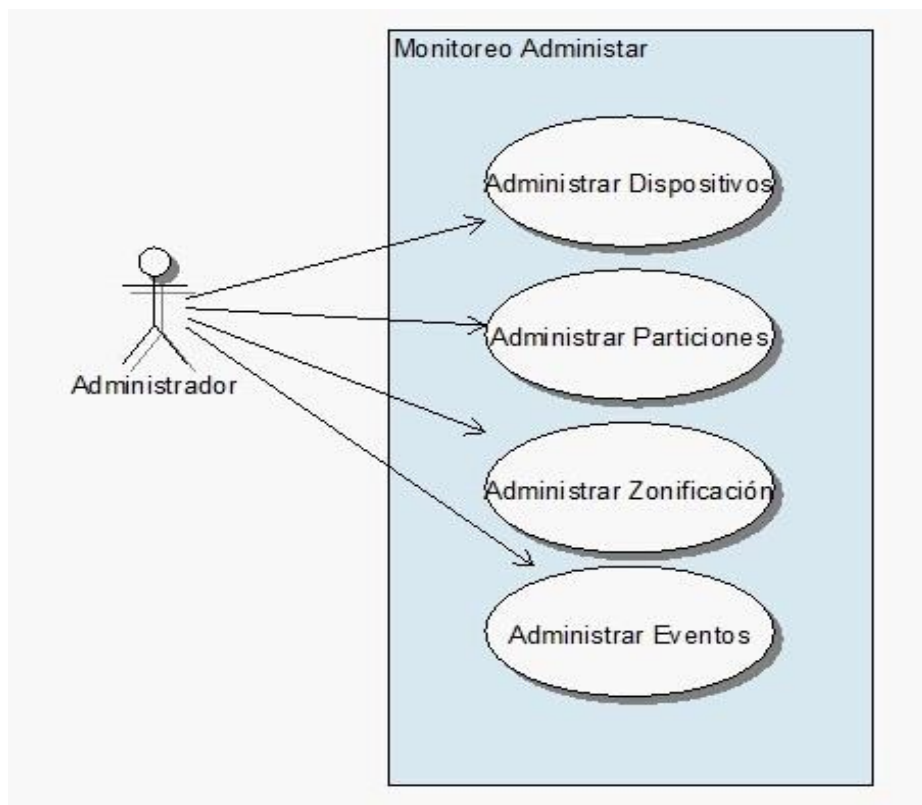 Monitoreo Administar
Administrar Dispositivos
Administrar Particiones
Administrador
Administrar Zonificación
Administrar Eventos